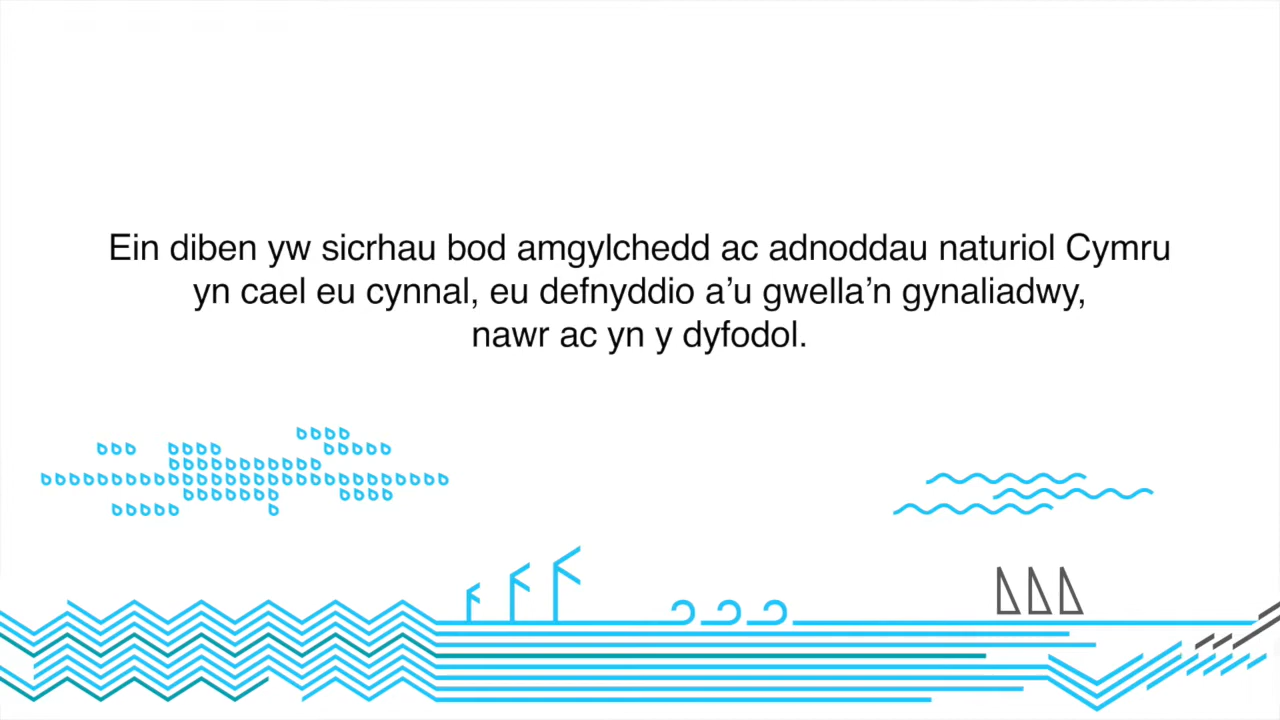 Ein diben yw sicrhau bod amgylchedd ac adnoddau naturiol Cymru
yn cael eu cynnal, eu defnyddio a’u gwella’n gynaliadwy,
nawr ac yn y dyfodol.